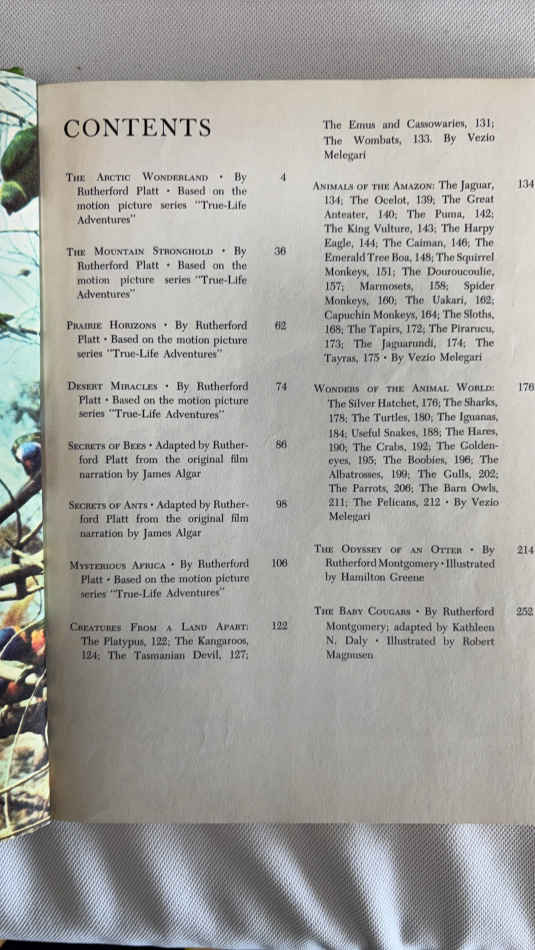 CONTENTS
THE ARCTIC WONDERLAND • By 4
Rutherford Platt • Based on the
motion picture series "True-Life
Adventures"
THE MOUNTAIN STRONGHOLD • By 36
Rutherford Platt • Based on the
motion picture series "True-Life
Adventures"
PRAIRIE HORIZONS • By Rutherford 62
Platt • Based on the motion picture
series "True-Life Adventures"
DESERT MIRACLES • By Rutherford 74
Platt • Based on the motion picture
series "True-Life Adventures"
SECRETS OF BEES • Adapted by Ruther- 86
ford Platt from the original film
narration by James Algar
SECRETS OF ANTS • Adapted by Ruther- 98
ford Platt from the original film
narration by James Algar
MYSTERIOUS AFRICA • By Rutherford 106
Platt • Based on the motion picture
series "True-Life Adventures"
CREATURES FROM A LAND APART: 122
The Platypus, 122; The Kangaroos,
124; The Tasmanian Devil, 127;
The Emus and Cassowaries, 131;
The Wombats, 133. By Vezio
Melegari
ANIMALS OF THE AMAZON: The Jaguar, 134
134; The Ocelot, 139; The Great
Anteater, 140; The Puma, 142;
The King Vulture, 143; The Harpy
Eagle, 144; The Caiman, 146; The
Emerald Tree Boa, 148; The Squirrel
Monkeys, 151; The Douroucoulie,
157; Marmosets, 158; Spider
Monkeys, 160; The Uakari, 162;
Capuchin Monkeys, 164; The Sloths,
168; The Tapirs, 172; The Pirarucu,
173; The Jaguarundi, 174; The
Tayras, 175 • By Vezio Melegari
WONDERS OF THE ANIMAL WORLD: 176
The Silver Hatchet, 176; The Sharks,
178; The Turtles, 180; The Iguanas,
184; Useful Snakes, 188; The Hares,
190; The Crabs, 192; The Golden-
eyes, 195; The Boobies, 196; The
Albatrosses, 199; The Gulls, 202;
The Parrots, 206; The Barn Owls,
211; The Pelicans, 212 • By Vezio
Melegari
THE ODYSSEY OF AN OTTER • By 214
Rutherford Montgomery • Illustrated
by Hamilton Greene
THE BABY COUGARS • By Rutherford 252
Montgomery; adapted by Kathleen
N. Daly • Illustrated by Robert
Magnusen